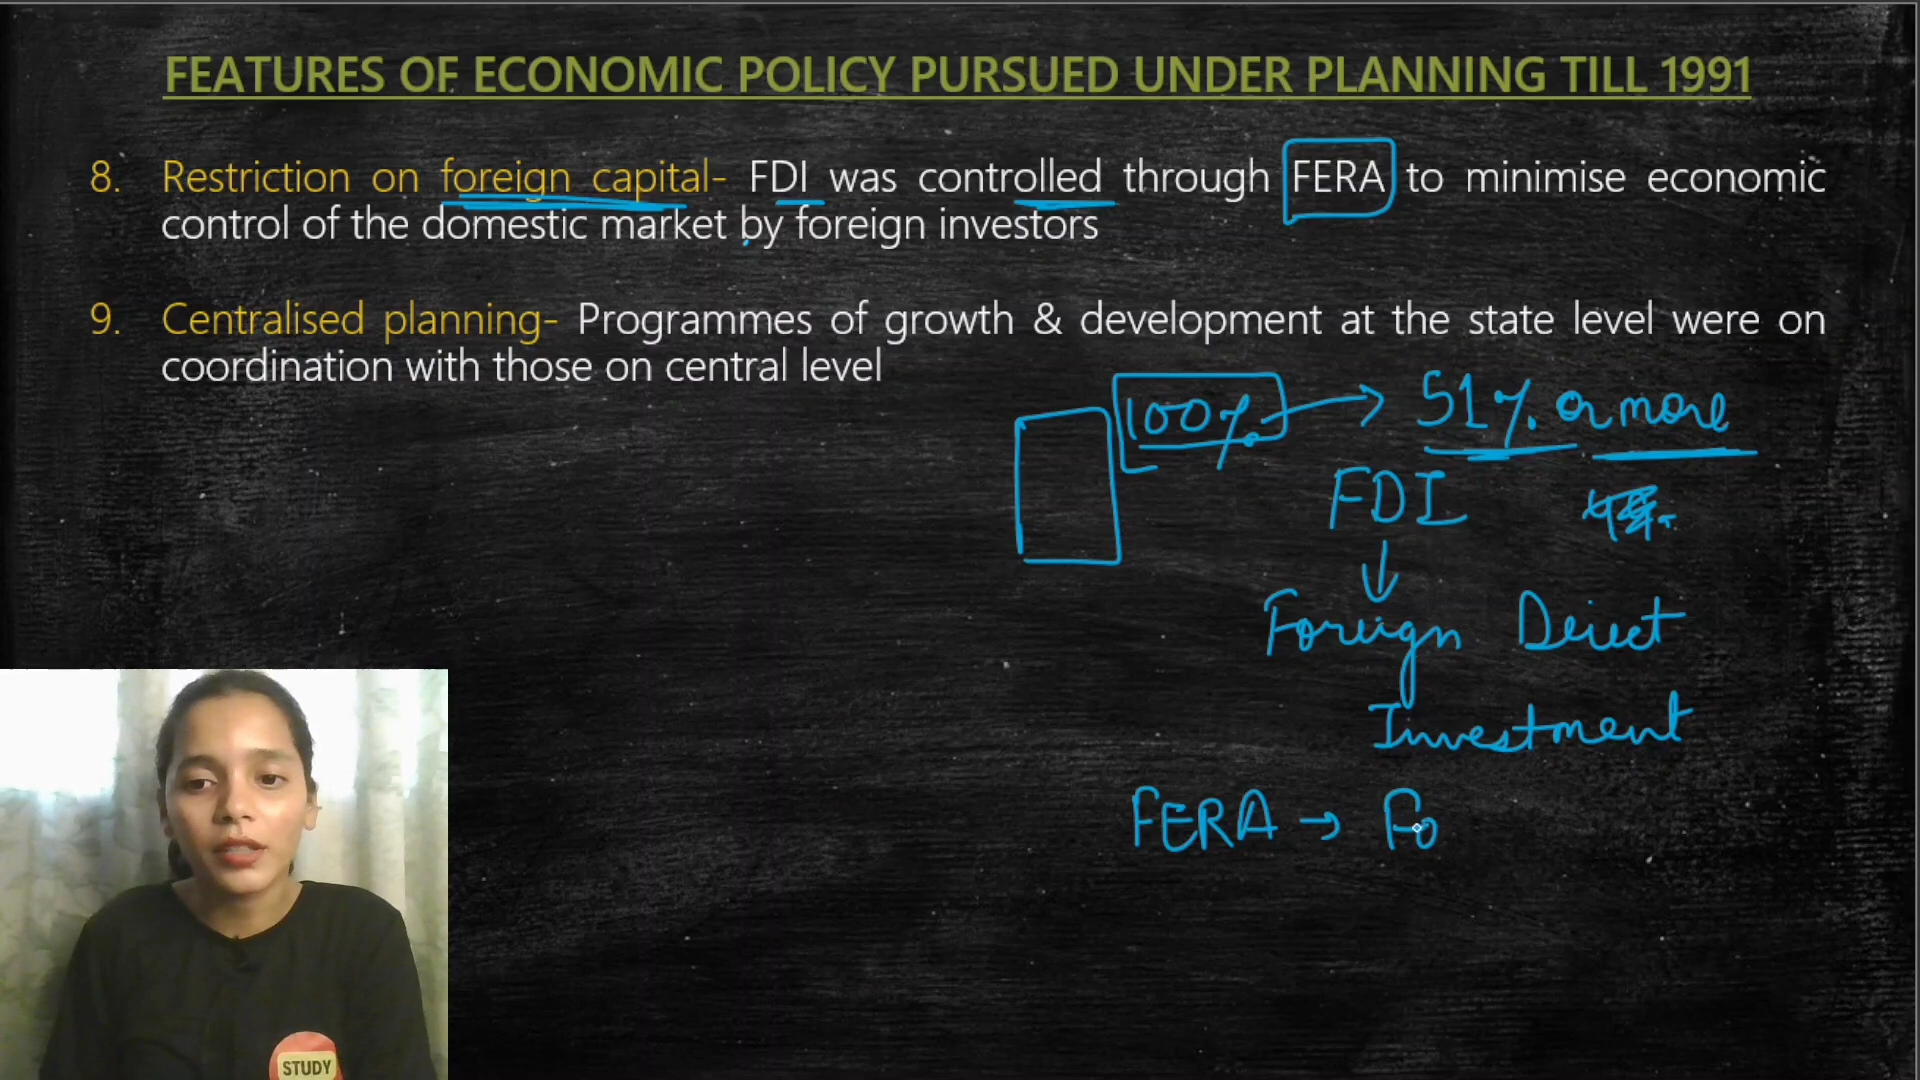 FEATURES OF ECONOMIC POLICY PURSUED UNDER PLANNING TILL 1991
8. Restriction on foreign capital- FDI was controlled through FERA to minimise economic
control of the domestic market by foreign investors
9. Centralised planning- Programmes of growth & development at the state level were on
coordination with those on central level
100% → 51% or more
FDI
↓
Foreign Direct
Investment
FERA → Fo
STUDY